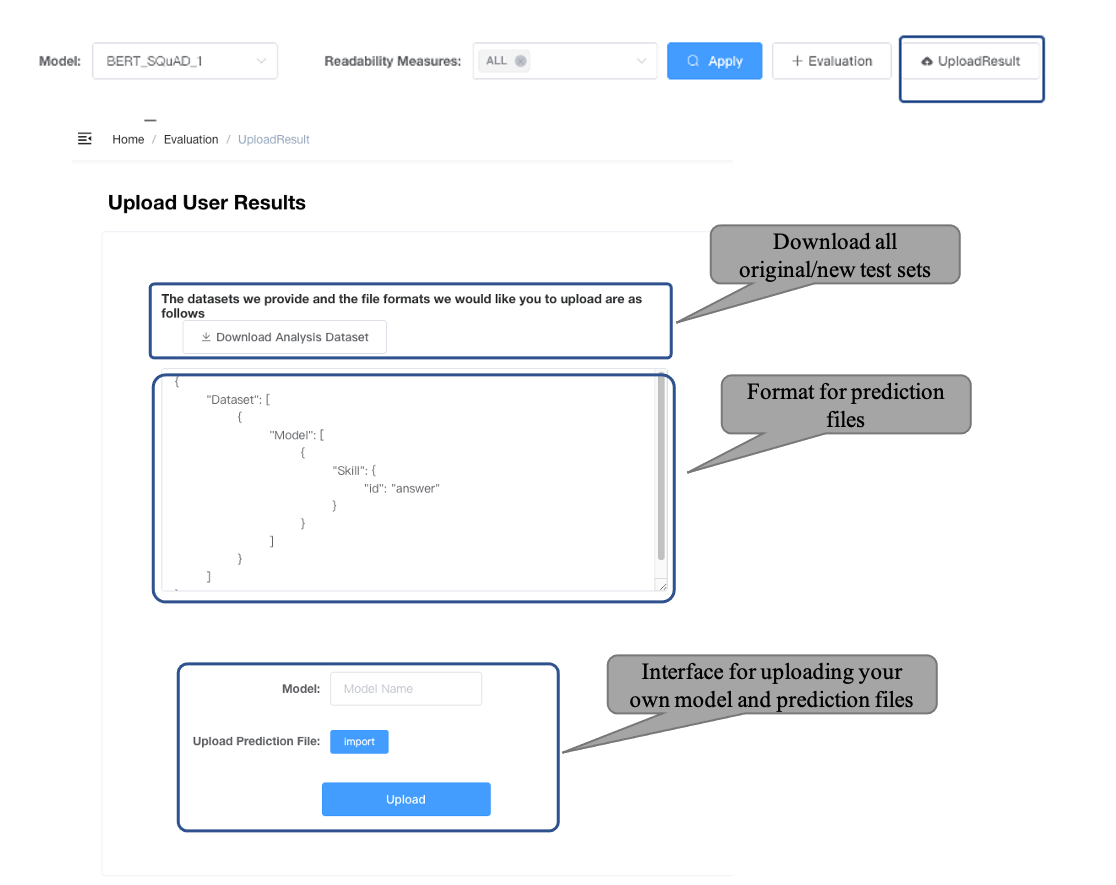 Model: BERT_SQuAD_1 Readability Measures: ALL Apply + Evaluation UploadResult
Home / Evaluation / UploadResult
Upload User Results
Download all
original/new test sets
The datasets we provide and the file formats we would like you to upload are as
follows
Download Analysis Dataset
Format for prediction
files
{
"Dataset": [
{
"Model": [
{
"Skill": {
"id": "answer"
}
}
]
}
]
Interface for uploading your
own model and prediction files
Model: Model Name
Upload Prediction File: import
Upload